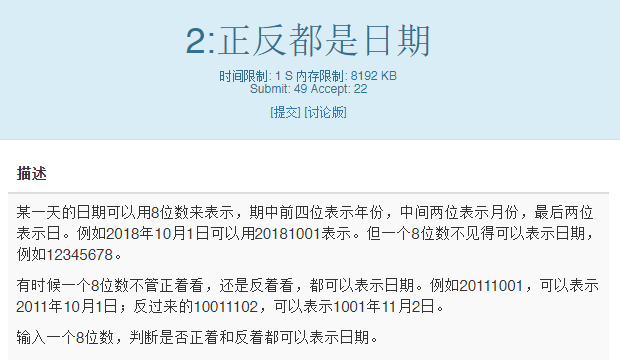 2:正反都是日期
时间限制: 1 S 内存限制: 8192 KB
Submit: 49 Accept: 22
[提交] [讨论版]
描述
某一天的日期可以用8位数来表示，期中前四位表示年份，中间两位表示月份，最后两位
表示日。例如2018年10月1日可以用20181001表示。但一个8位数不见得可以表示日期，
例如12345678。
有时候一个8位数不管正着看，还是反着看，都可以表示日期。例如20111001，可以表示
2011年10月1日；反过来的10011102，可以表示1001年11月2日。
输入一个8位数，判断是否正着和反着都可以表示日期。